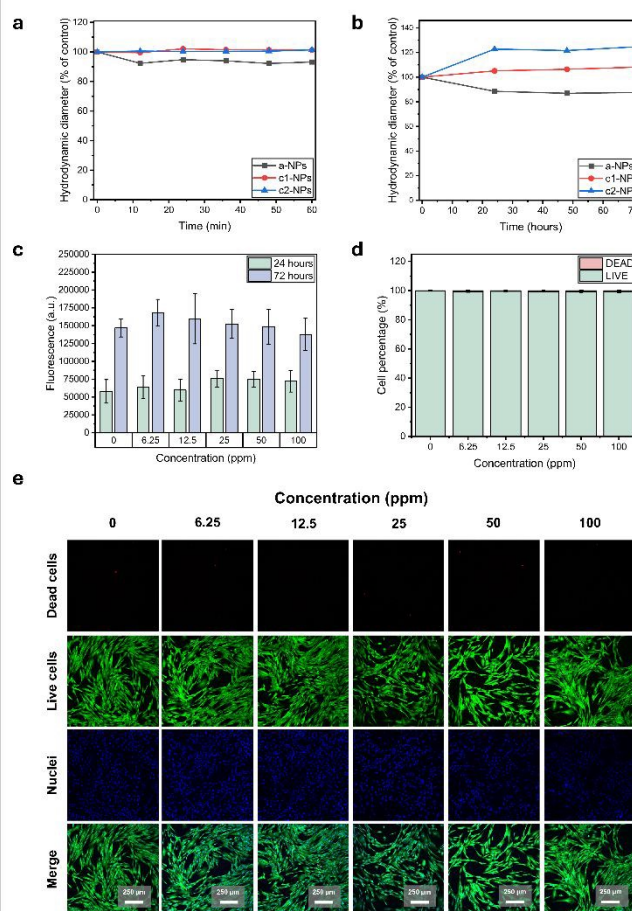 a
Hydrodynamic diameter (% of control)
120
100
80
60
40
20
0
a-NPs
c1-NPs
c2-NPs
0 10 20 30 40 50 60
Time (min)
b
Hydrodynamic diameter (% of control)
140
120
100
80
60
40
20
0
a-NPs
c1-NPs
c2-NPs
0 10 20 30 40 50 60
Time (hours)
c
Fluorescence (a.u.)
250000
225000
200000
175000
150000
125000
100000
75000
50000
25000
0
24 hours
72 hours
0 6.25 12.5 25 50 100
Concentration (ppm)
d
Cell percentage (%)
120
100
80
60
40
20
0
DEAD
LIVE
0 6.25 12.5 25 50 100
Concentration (ppm)
e
Concentration (ppm)
0 6.25 12.5 25 50 100
Dead cells
Live cells
Nuclei
Merge
250 µm 250 µm 250 µm 250 µm 250 µm 250 µm